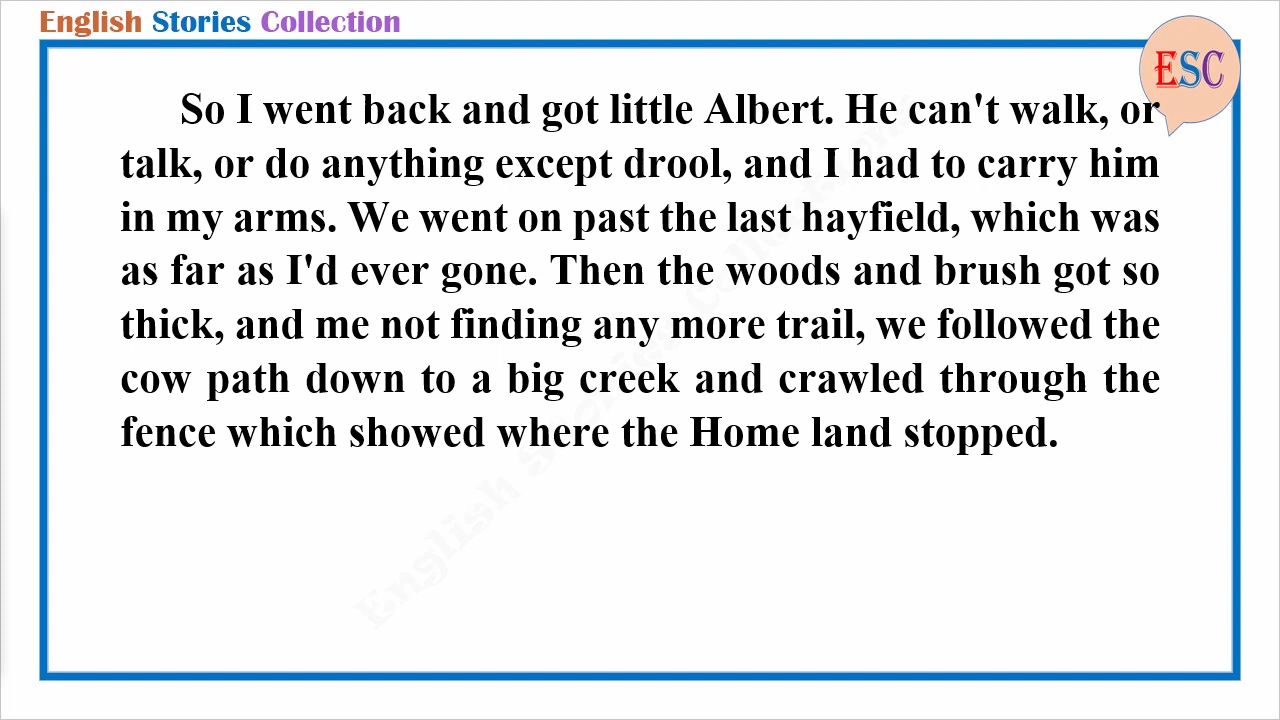 English Stories Collection
ESC
So I went back and got little Albert. He can't walk, or
talk, or do anything except drool, and I had to carry him
in my arms. We went on past the last hayfield, which was
as far as I'd ever gone. Then the woods and brush got so
thick, and me not finding any more trail, we followed the
cow path down to a big creek and crawled through the
fence which showed where the Home land stopped.
English Stories Collections